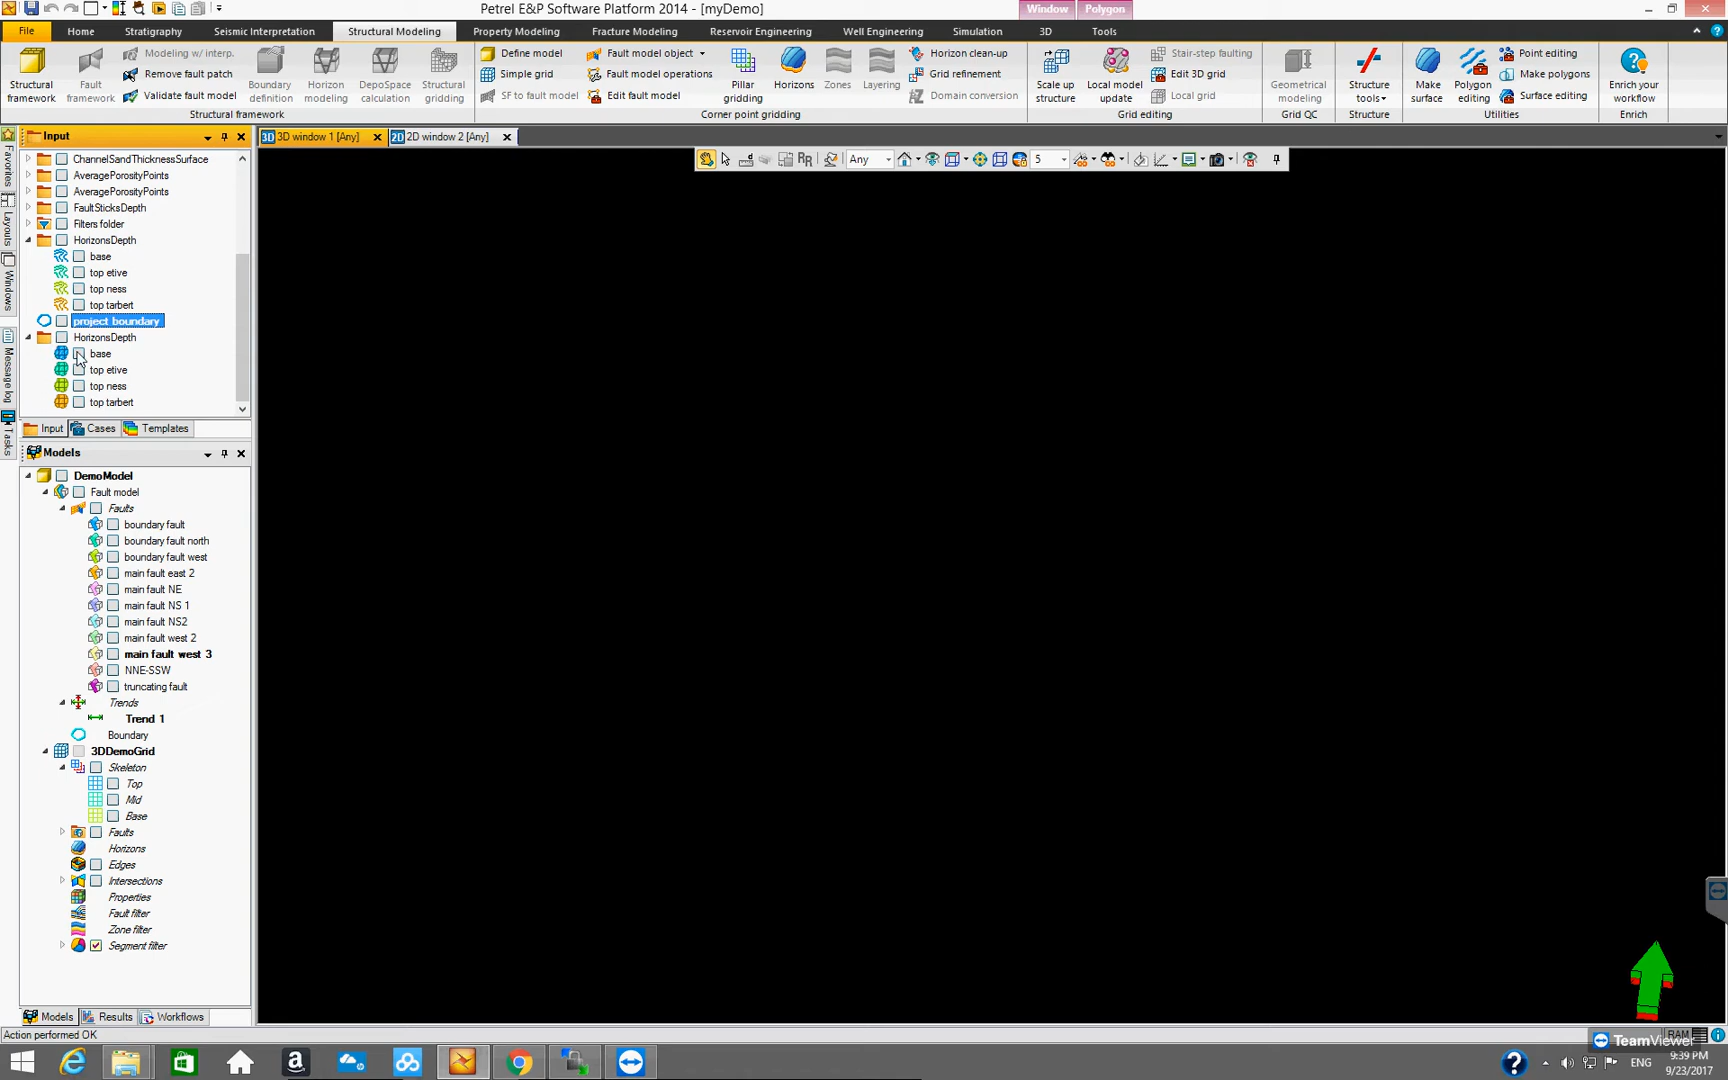 Petrel E&P Software Platform 2014 - [myDemo]
Window
Polygon
File
Home
Stratigraphy
Seismic Interpretation
Structural Modeling
Property Modeling
Fracture Modeling
Reservoir Engineering
Well Engineering
Simulation
3D
Tools
Structural framework
Fault framework
Modeling w/ interp.
Remove fault patch
Validate fault model
Boundary definition
Horizon modeling
DepoSpace calculation
Structural gridding
Structural framework
Define model
Simple grid
SF to fault model
Fault model object
Fault model operations
Edit fault model
Pillar gridding
Horizons
Zones
Layering
Horizon clean-up
Grid refinement
Domain conversion
Corner point gridding
Scale up structure
Local model update
Stair-step faulting
Edit 3D grid
Local grid
Grid editing
Geometrical modeling
Grid QC
Structure tools
Structure
Make surface
Polygon editing
Point editing
Make polygons
Surface editing
Utilities
Enrich your workflow
Enrich
Input
3D 3D window 1 [Any]
2D 2D window 2 [Any]
Any
5
Favorites
Layouts
Windows
Message log
Tasks
ChannelSandThicknessSurface
AveragePorosityPoints
AveragePorosityPoints
FaultSticksDepth
Filters folder
HorizonsDepth
base
top etive
top ness
top tarbert
project boundary
HorizonsDepth
base
top etive
top ness
top tarbert
Input
Cases
Templates
Models
DemoModel
Fault model
Faults
boundary fault
boundary fault north
boundary fault west
main fault east 2
main fault NE
main fault NS 1
main fault NS2
main fault west 2
main fault west 3
NNE-SSW
truncating fault
Trends
Trend 1
Boundary
3DDemoGrid
Skeleton
Top
Mid
Base
Faults
Horizons
Edges
Intersections
Properties
Fault filter
Zone filter
Segment filter
Models
Results
Workflows
Action performed OK
RAM
TeamViewer
ENG
9:39 PM
9/23/2017